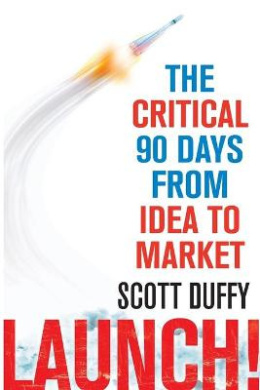 THE
CRITICAL
90 DAYS
FROM
IDEA TO
MARKET
SCOTT DUFFY
LAUNCH!